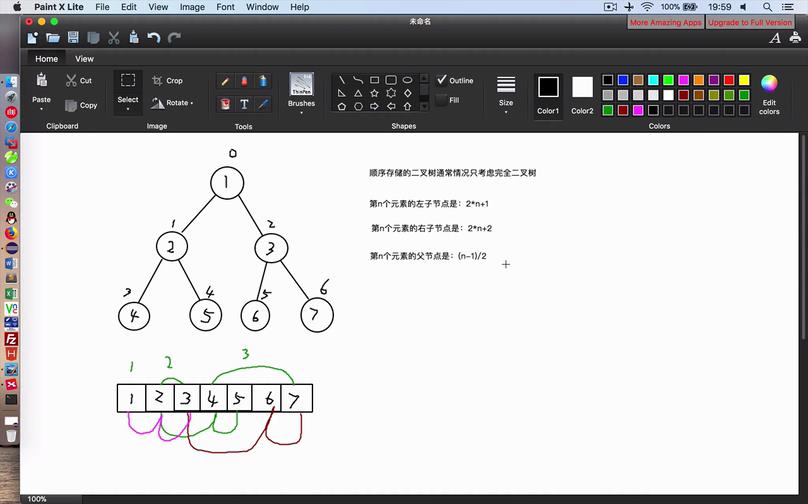 Paint X Lite File Edit View Image Font Window Help 100% 19:59
未命名
More Amazing Apps Upgrade to Full Version
Home View
Paste Cut Copy Clipboard
Select Crop Rotate Image
Tools
Brushes
Shapes Outline Fill
Size
Color1 Color2 Colors Edit colors
0
1
1 2
2 3
3 4 5 6
4 5 6 7
顺序存储的二叉树通常情况只考虑完全二叉树
第n个元素的左子节点是：2*n+1
第n个元素的右子节点是：2*n+2
第n个元素的父节点是：(n-1)/2
1 2 3
1 2 3 4 5 6 7
100%